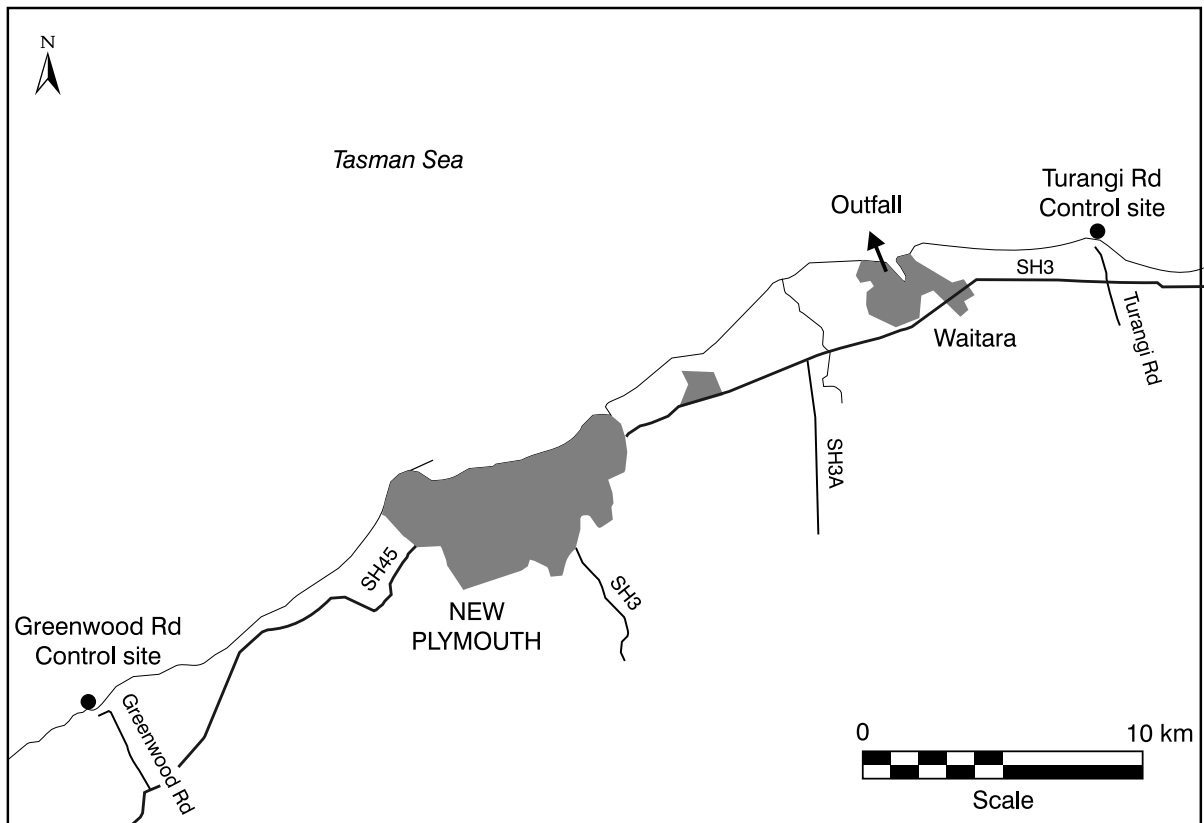 N
Tasman Sea
Turangi Rd
Control site
Outfall
SH3
Turangi Rd
Waitara
SH3A
SH45
SH3
NEW
PLYMOUTH
Greenwood Rd
Control site
Greenwood Rd
0 10 km
Scale